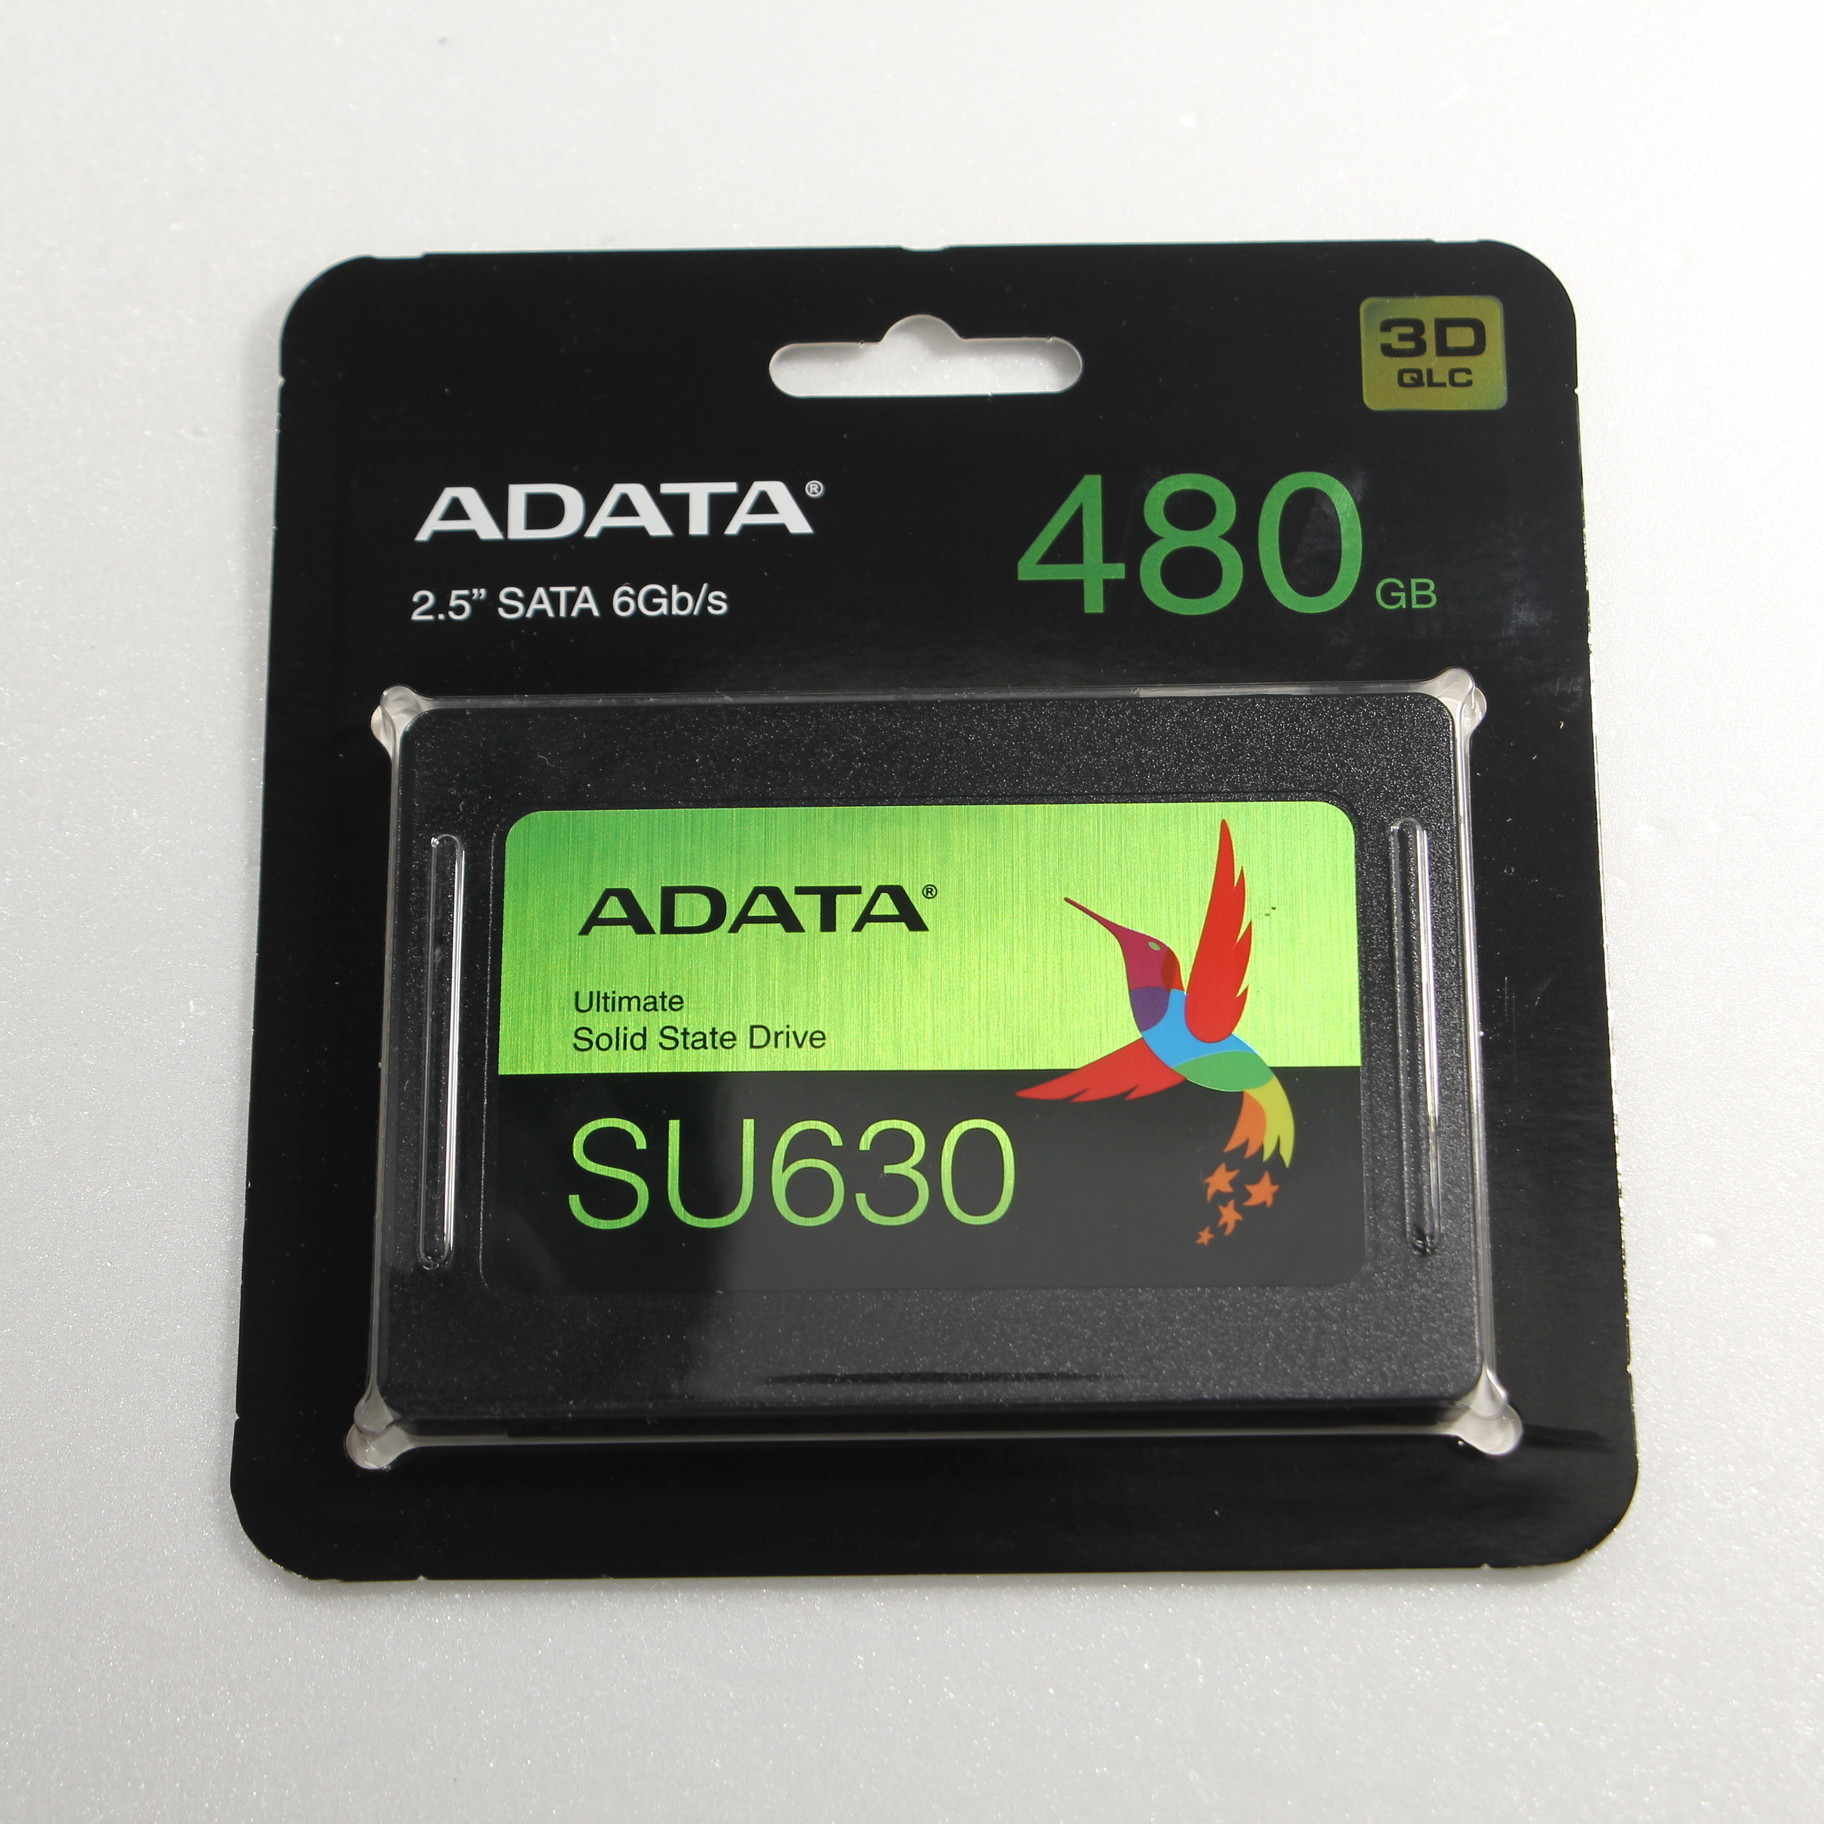 3D
QLC
ADATA®
480 GB
2.5” SATA 6Gb/s
ADATA®
Ultimate
Solid State Drive
SU630